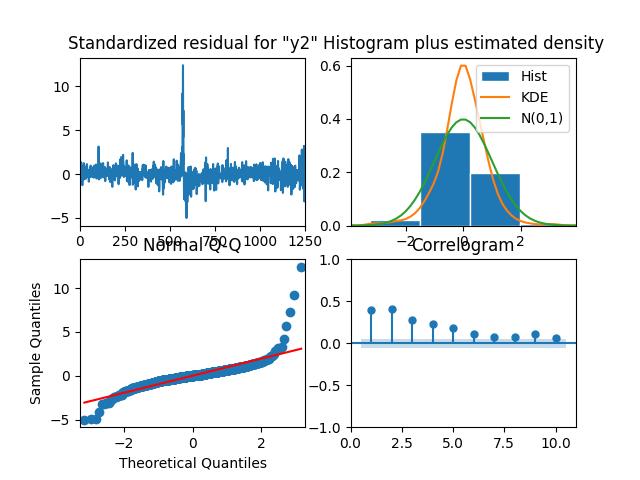 Standardized residual for "y2"
Histogram plus estimated density
10
5
0
−5
0 250 500 750 1000 1250
0.6
0.4
0.2
0.0
−2 0 2
Hist
KDE
N(0,1)
Normal Q-Q
Sample Quantiles
10
5
0
−5
−2 0 2
Theoretical Quantiles
Correlogram
1.0
0.5
0.0
−0.5
−1.0
0.0 2.5 5.0 7.5 10.0